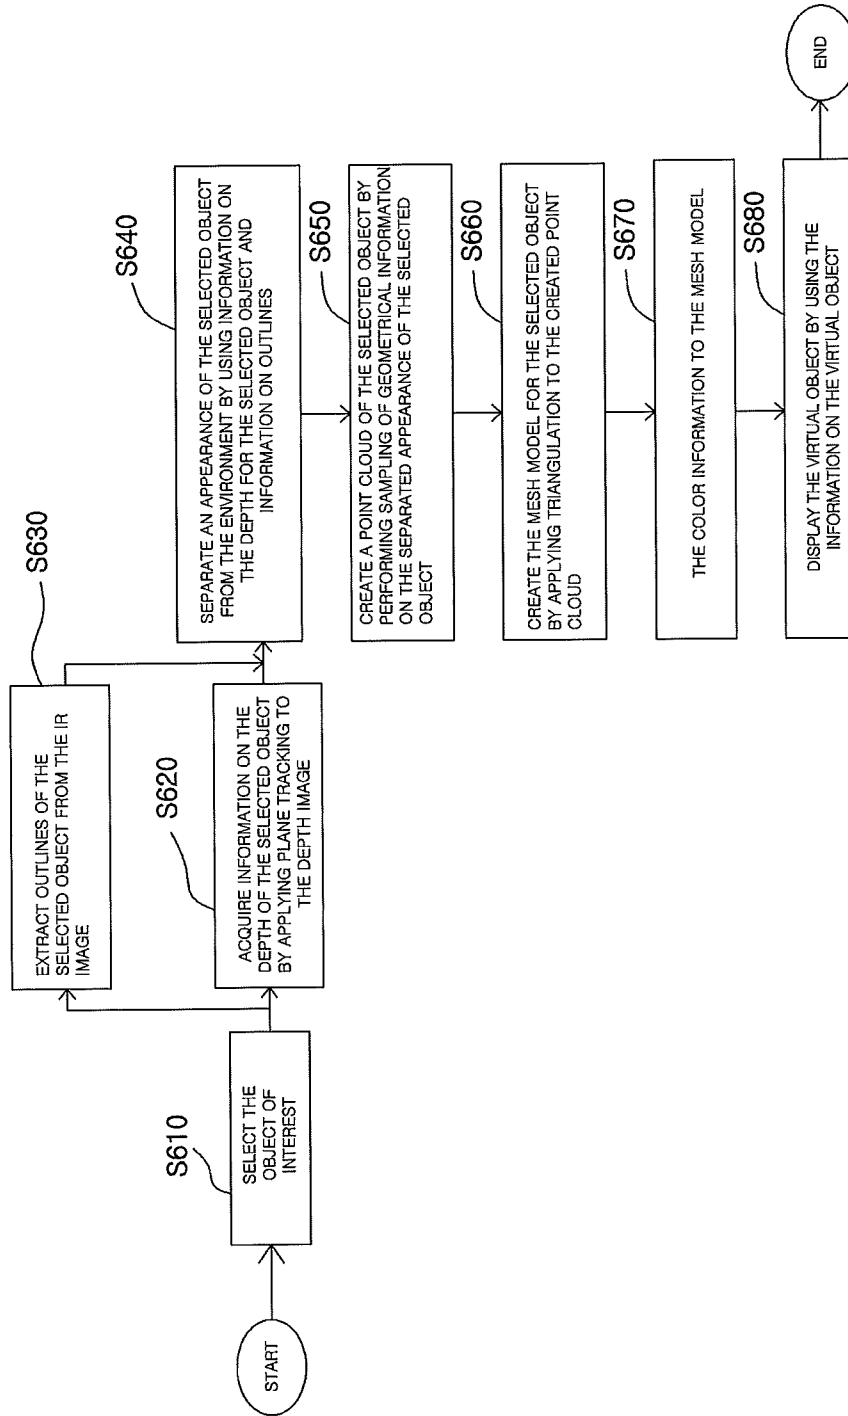 START
S610
SELECT THE
OBJECT OF
INTEREST
S630
EXTRACT OUTLINES OF THE
SELECTED OBJECT FROM THE IR
IMAGE
S620
ACQUIRE INFORMATION ON THE
DEPTH OF THE SELECTED OBJECT
BY APPLYING PLANE TRACKING TO
THE DEPTH IMAGE
S640
SEPARATE AN APPEARANCE OF THE SELECTED OBJECT
FROM THE ENVIRONMENT BY USING INFORMATION ON
THE DEPTH FOR THE SELECTED OBJECT AND
INFORMATION ON OUTLINES
S650
CREATE A POINT CLOUD OF THE SELECTED OBJECT BY
PERFORMING SAMPLING OF GEOMETRICAL INFORMATION
ON THE SEPARATED APPEARANCE OF THE SELECTED
OBJECT
S660
CREATE THE MESH MODEL FOR THE SELECTED OBJECT
BY APPLYING TRIANGULATION TO THE CREATED POINT
CLOUD
S670
THE COLOR INFORMATION TO THE MESH MODEL
S680
DISPLAY THE VIRTUAL OBJECT BY USING THE
INFORMATION ON THE VIRTUAL OBJECT
END